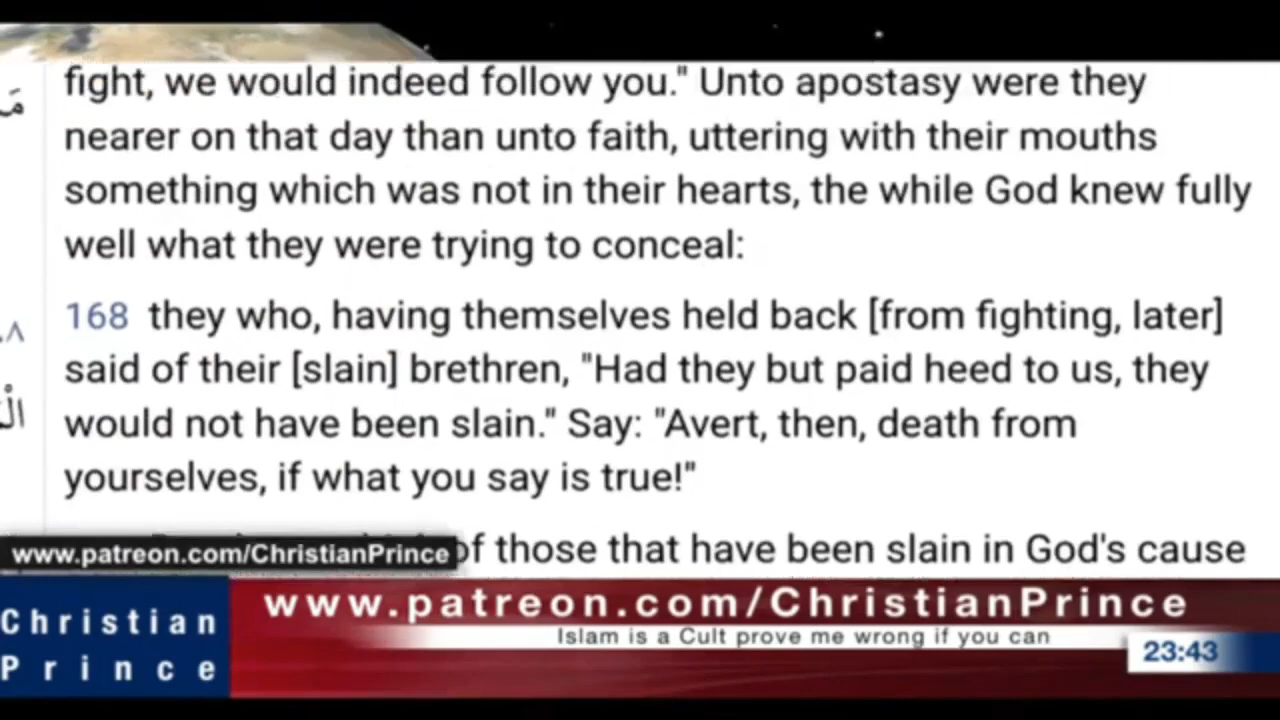 fight, we would indeed follow you." Unto apostasy were they
nearer on that day than unto faith, uttering with their mouths
something which was not in their hearts, the while God knew fully
well what they were trying to conceal:
168 they who, having themselves held back [from fighting, later]
said of their [slain] brethren, "Had they but paid heed to us, they
would not have been slain." Say: "Avert, then, death from
yourselves, if what you say is true!"
of those that have been slain in God's cause
www.patreon.com/ChristianPrince
www.patreon.com/ChristianPrince
Islam is a Cult prove me wrong if you can
Christian
Prince
23:43